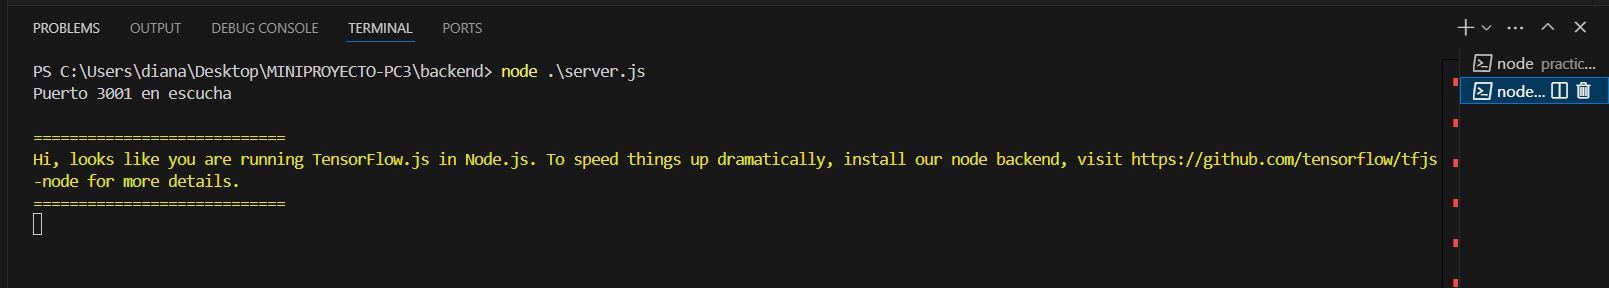 PROBLEMS OUTPUT DEBUG CONSOLE TERMINAL PORTS
PS C:\Users\diana\Desktop\MINIPROYECTO-PC3\backend> node .\server.js
Puerto 3001 en escucha
============================
Hi, looks like you are running TensorFlow.js in Node.js. To speed things up dramatically, install our node backend, visit https://github.com/tensorflow/tfjs
-node for more details.
============================
node practic...
node...